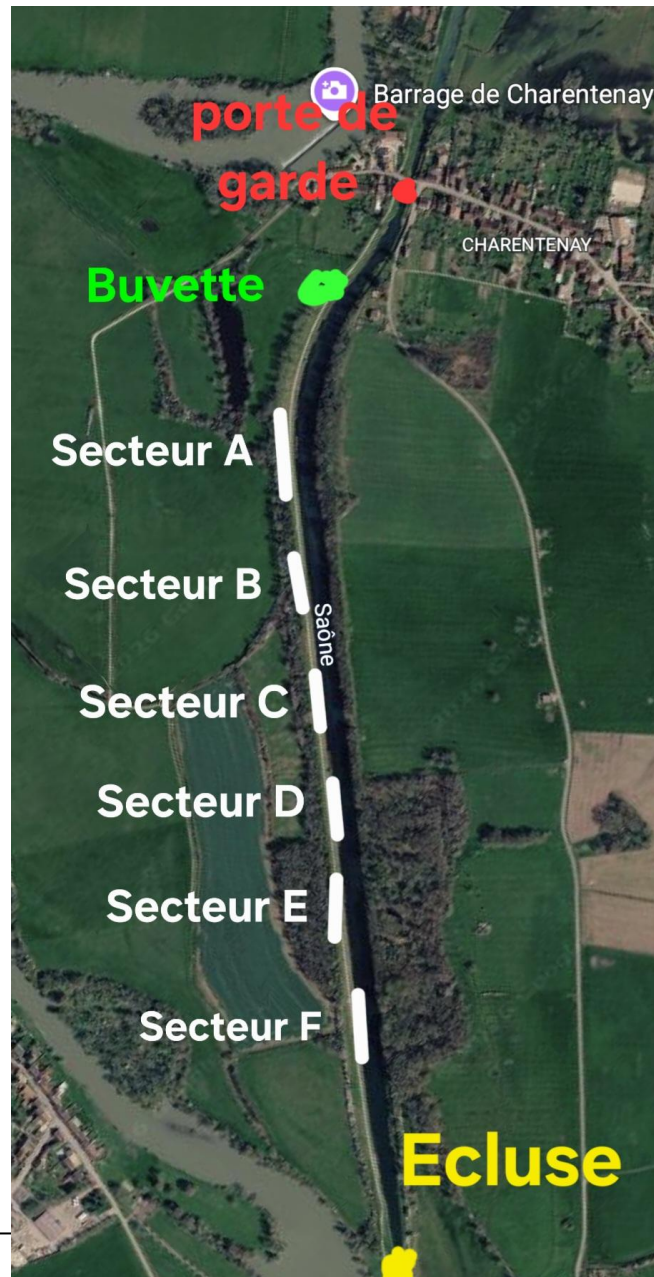 Barrage de Charentenay
porte de
garde
CHARENTENAY
Buvette
Secteur A
Secteur B
Saône
Secteur C
Secteur D
Secteur E
Secteur F
Ecluse